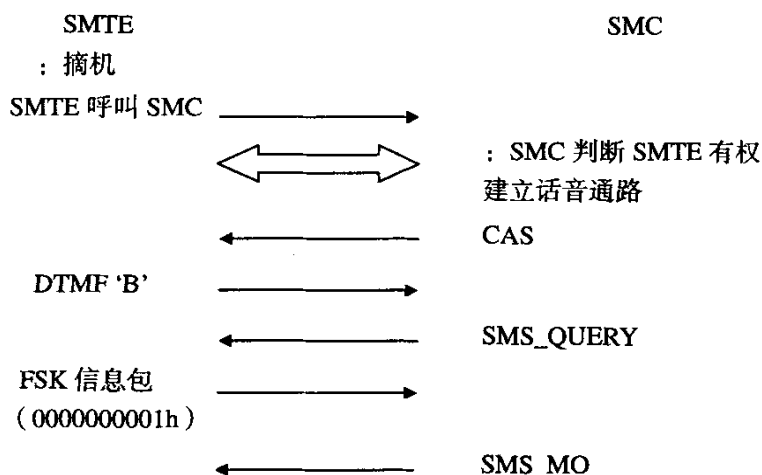 SMTE SMC
：摘机
SMTE 呼叫 SMC
：SMC 判断 SMTE 有权
建立话音通路
CAS
DTMF ‘B’
SMS_QUERY
FSK 信息包
（0000000001h）
SMS_MO